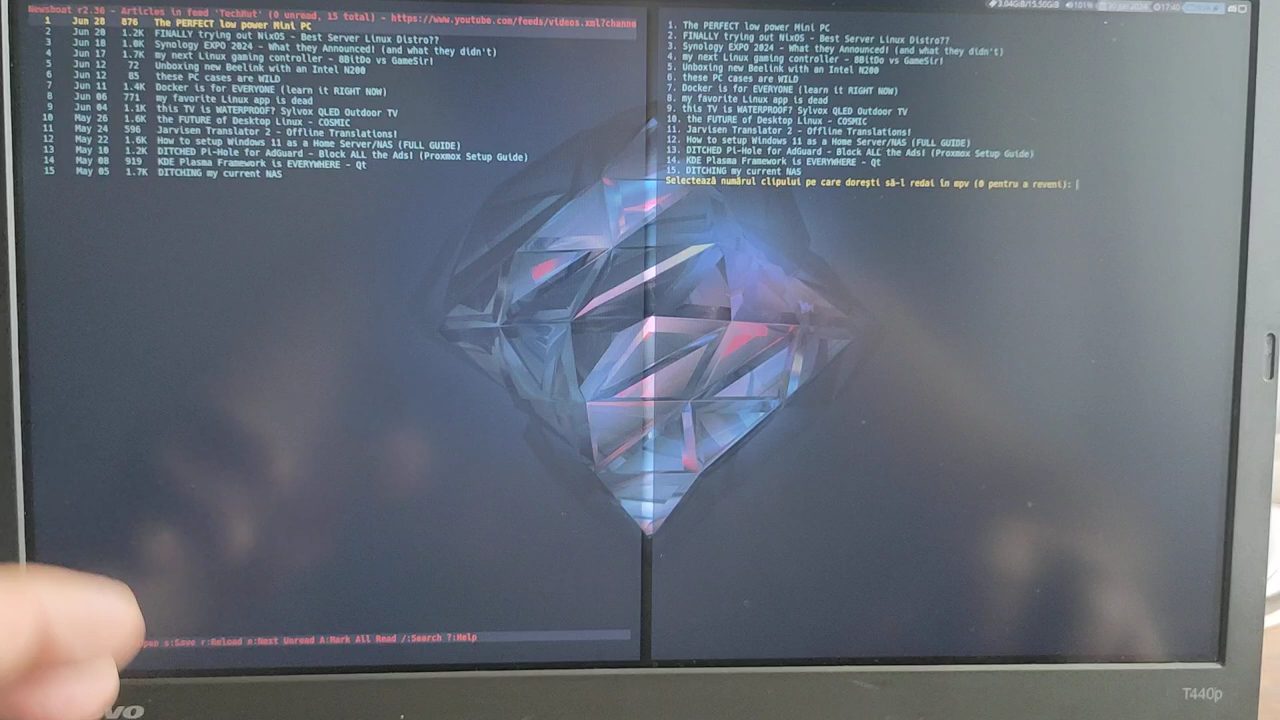 Newsboat r2.36 - Articles in feed 'TechHut' (0 unread, 15 total) - https://www.youtube.com/feeds/videos.xml?channe
1 Jun 28 876 The PERFECT low power Mini PC
2 Jun 20 1.2K FINALLY trying out NixOS - Best Server Linux Distro??
3 Jun 18 1.0K Synology EXPO 2024 - What they Announced! (and what they didn't)
4 Jun 17 1.7K my next Linux gaming controller - 8BitDo vs GameSir!
5 Jun 12 72 Unboxing new Beelink with an Intel N200
6 Jun 12 85 these PC cases are WILD
7 Jun 11 1.4K Docker is for EVERYONE (learn it RIGHT NOW)
8 Jun 06 771 my favorite Linux app is dead
9 Jun 04 1.1K this TV is WATERPROOF? Sylvox QLED Outdoor TV
10 May 26 1.6K the FUTURE of Desktop Linux - COSMIC
11 May 24 596 Jarvisen Translator 2 - Offline Translations!
12 May 22 1.6K How to setup Windows 11 as a Home Server/NAS (FULL GUIDE)
13 May 10 1.2K DITCHED Pi-Hole for AdGuard - Block ALL the Ads! (Proxmox Setup Guide)
14 May 08 919 KDE Plasma Framework is EVERYWHERE - Qt
15 May 05 1.7K DITCHING my current NAS
s:Save r:Reload n:Next Unread A:Mark All Read /:Search ?:Help
3.04GiB/15.50GiB 101% 17:40
1. The PERFECT low power Mini PC
2. FINALLY trying out NixOS - Best Server Linux Distro??
3. Synology EXPO 2024 - What they Announced! (and what they didn't)
4. my next Linux gaming controller - 8BitDo vs GameSir!
5. Unboxing new Beelink with an Intel N200
6. these PC cases are WILD
7. Docker is for EVERYONE (learn it RIGHT NOW)
8. my favorite Linux app is dead
9. this TV is WATERPROOF? Sylvox QLED Outdoor TV
10. the FUTURE of Desktop Linux - COSMIC
11. Jarvisen Translator 2 - Offline Translations!
12. How to setup Windows 11 as a Home Server/NAS (FULL GUIDE)
13. DITCHED Pi-Hole for AdGuard - Block ALL the Ads! (Proxmox Setup Guide)
14. KDE Plasma Framework is EVERYWHERE - Qt
15. DITCHING my current NAS
Selectează numărul clipului pe care dorești să-l redai în mpv (0 pentru a reveni):
T440p